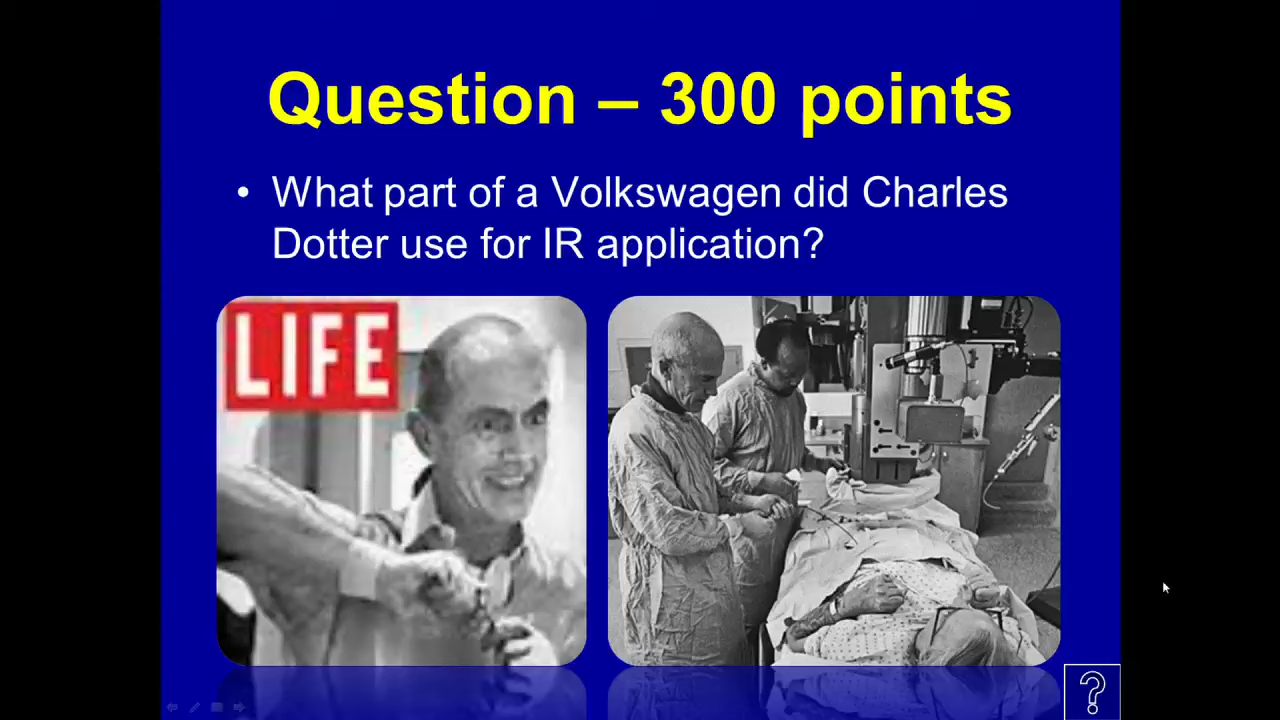 Question – 300 points
• What part of a Volkswagen did Charles
Dotter use for IR application?
LIFE
?